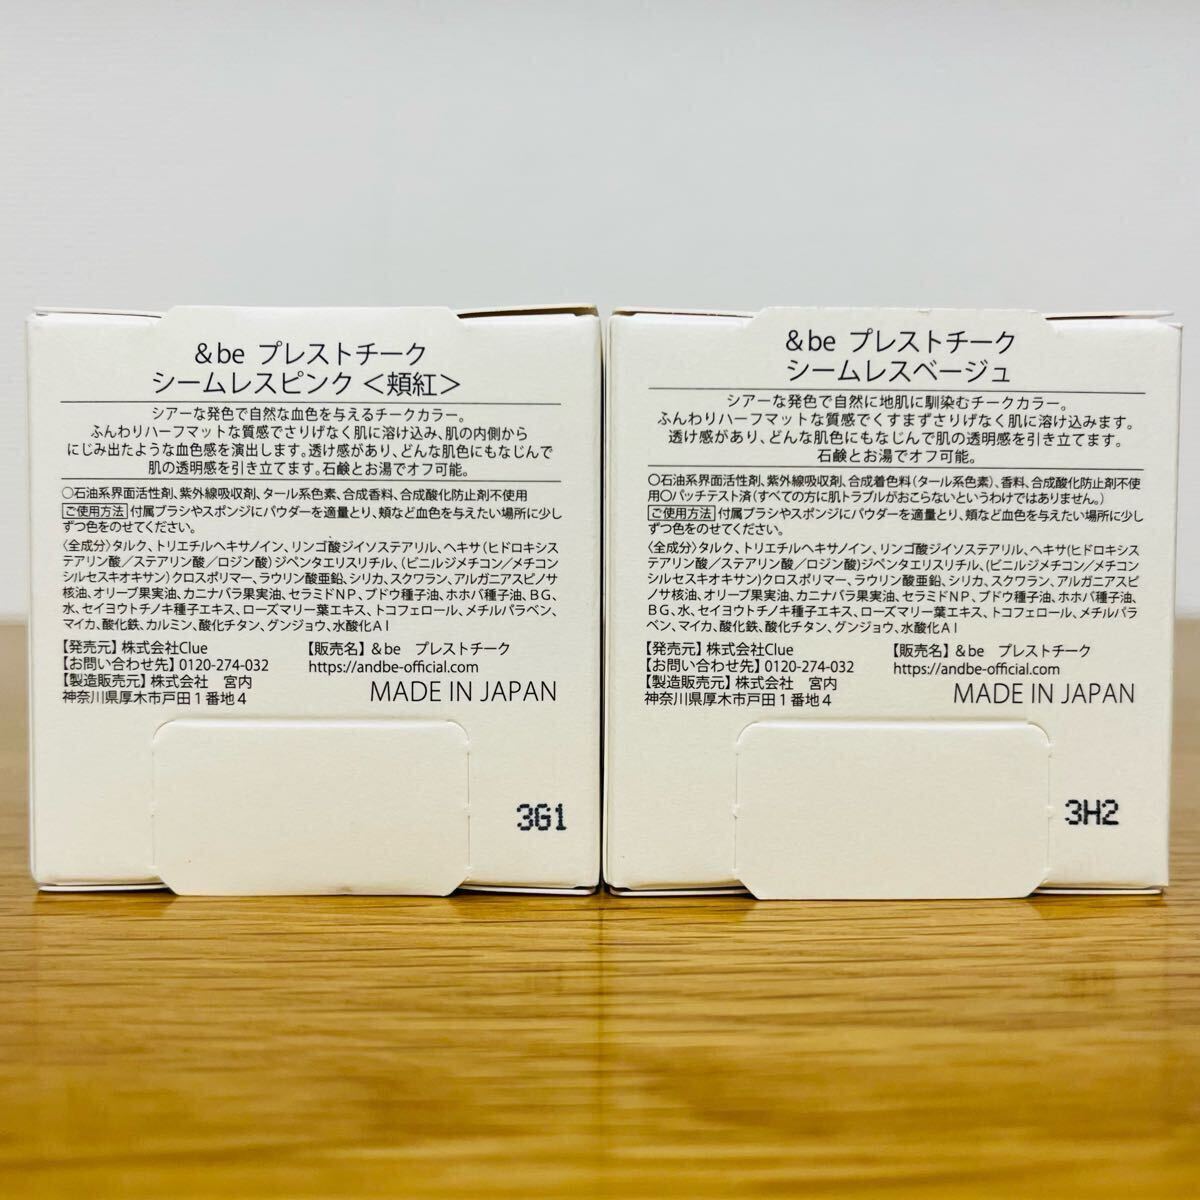 &be プレストチーク
シームレスピンク＜頬紅＞
シアーな発色で自然な血色を与えるチークカラー。
ふんわりハーフマットな質感でさりげなく肌に溶け込み、肌の内側から
にじみ出たような血色感を演出します。透け感があり、どんな肌色にもなじんで
肌の透明感を引き立てます。石鹸とお湯でオフ可能。
○石油系界面活性剤、紫外線吸収剤、タール系色素、合成香料、合成酸化防止剤不使用
ご使用方法 付属ブラシやスポンジにパウダーを適量とり、頬など血色を与えたい場所に少し
ずつ色をのせてください。
〈全成分〉タルク、トリエチルヘキサノイン、リンゴ酸ジイソステアリル、ヘキサ（ヒドロキシス
テアリン酸／ステアリン酸／ロジン酸）ジペンタエリスリチル、（ビニルジメチコン／メチコン
シルセスキオキサン）クロスポリマー、ラウリン酸亜鉛、シリカ、スクワラン、アルガニアスピノサ
核油、オリーブ果実油、カニナバラ果実油、セラミドNP、ブドウ種子油、ホホバ種子油、BG、
水、セイヨウトチノキ種子エキス、ローズマリー葉エキス、トコフェロール、メチルパラベン、
マイカ、酸化鉄、カルミン、酸化チタン、グンジョウ、水酸化Al
【発売元】株式会社Clue 【販売名】&be プレストチーク
【お問い合わせ先】0120-274-032 https://andbe-official.com
【製造販売元】株式会社 宮内 MADE IN JAPAN
神奈川県厚木市戸田１番地４
3G1
&be プレストチーク
シームレスベージュ
シアーな発色で自然に地肌に馴染むチークカラー。
ふんわりハーフマットな質感でくすまずさりげなく肌に溶け込みます。
透け感があり、どんな肌色にもなじんで肌の透明感を引き立てます。
石鹸とお湯でオフ可能。
○石油系界面活性剤、紫外線吸収剤、合成着色料（タール系色素）、香料、合成酸化防止剤不使
用○パッチテスト済（すべての方に肌トラブルがおこらないというわけではありません。）
ご使用方法 付属ブラシやスポンジにパウダーを適量とり、頬など血色を与えたい場所に少し
ずつ色をのせてください。
〈全成分〉タルク、トリエチルヘキサノイン、リンゴ酸ジイソステアリル、ヘキサ（ヒドロキシス
テアリン酸／ステアリン酸／ロジン酸）ジペンタエリスリチル、（ビニルジメチコン／メチコン
シルセスキオキサン）クロスポリマー、ラウリン酸亜鉛、シリカ、スクワラン、アルガニアスピ
ノサ核油、オリーブ果実油、カニナバラ果実油、セラミドNP、ブドウ種子油、ホホバ種子油、
BG、水、セイヨウトチノキ種子エキス、ローズマリー葉エキス、トコフェロール、メチルパラ
ベン、マイカ、酸化鉄、酸化チタン、グンジョウ、水酸化Al
【発売元】株式会社Clue 【販売名】&be プレストチーク
【お問い合わせ先】0120-274-032 https://andbe-official.com
【製造販売元】株式会社 宮内 MADE IN JAPAN
神奈川県厚木市戸田１番地４
3H2